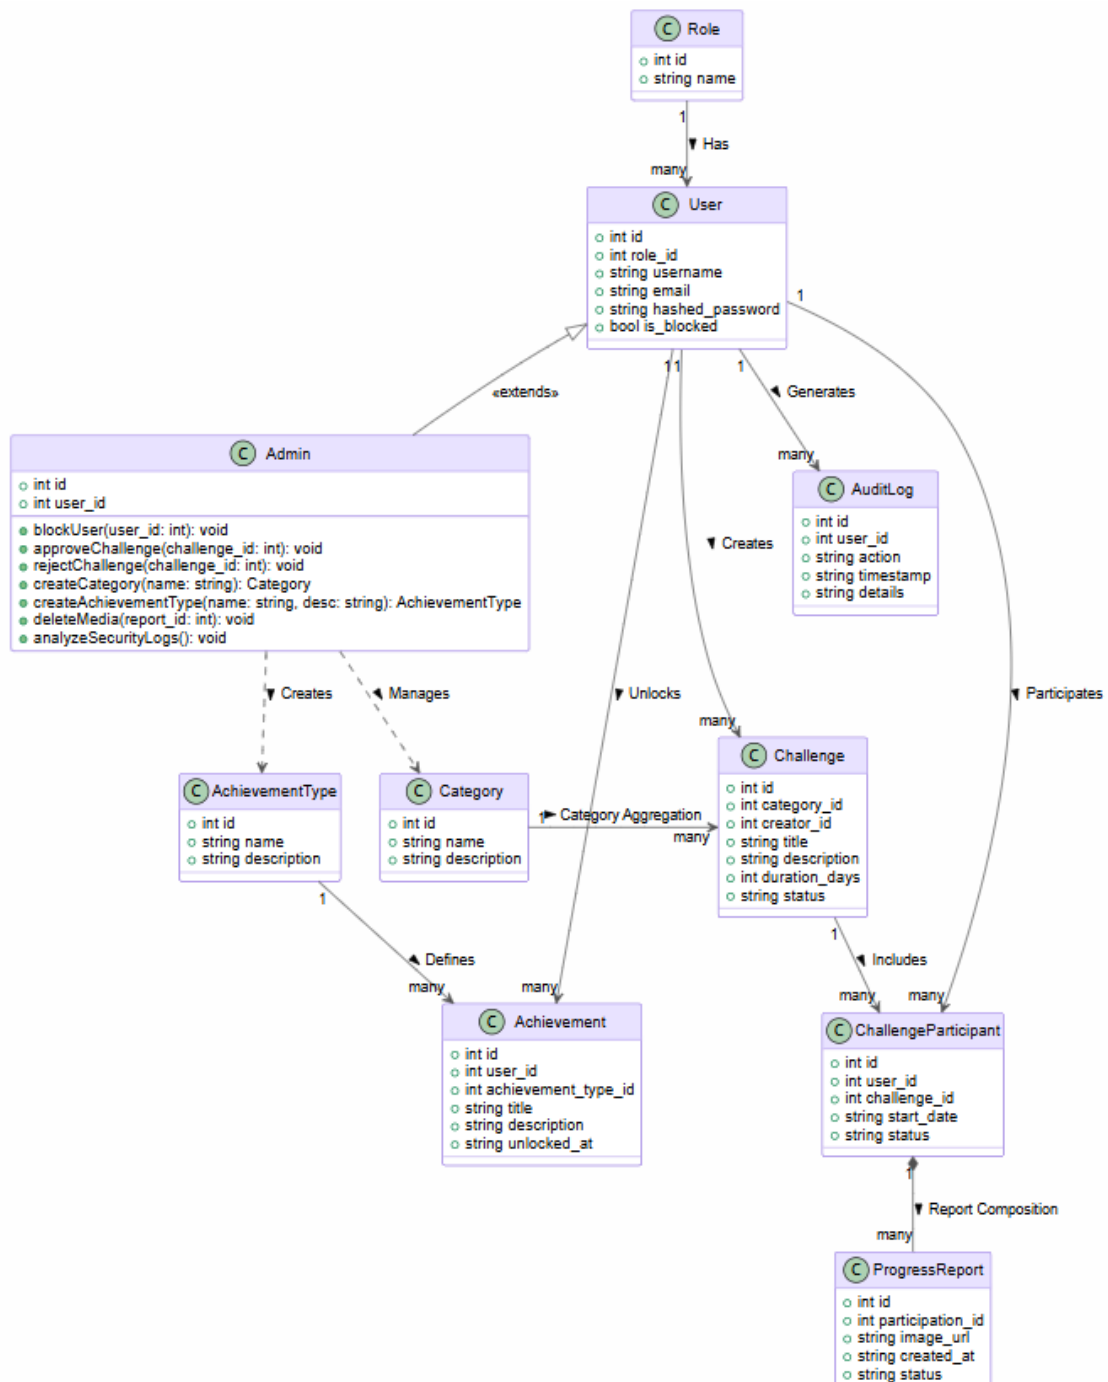 C Role
int id
string name
1
Has
many
C User
int id
int role_id
string username
string email
string hashed_password
bool is_blocked
1
1
1
1
«extends»
Generates
many
C Admin
int id
int user_id
blockUser(user_id: int): void
approveChallenge(challenge_id: int): void
rejectChallenge(challenge_id: int): void
createCategory(name: string): Category
createAchievementType(name: string, desc: string): AchievementType
deleteMedia(report_id: int): void
analyzeSecurityLogs(): void
C AuditLog
int id
int user_id
string action
string timestamp
string details
Creates
Creates
Manages
Unlocks
Participates
many
C AchievementType
int id
string name
string description
C Category
int id
string name
string description
1
Category Aggregation
many
C Challenge
int id
int category_id
int creator_id
string title
string description
int duration_days
string status
1
Defines
many
many
1
Includes
many
many
C Achievement
int id
int user_id
int achievement_type_id
string title
string description
string unlocked_at
C ChallengeParticipant
int id
int user_id
int challenge_id
string start_date
string status
1
Report Composition
many
C ProgressReport
int id
int participation_id
string image_url
string created_at
string status